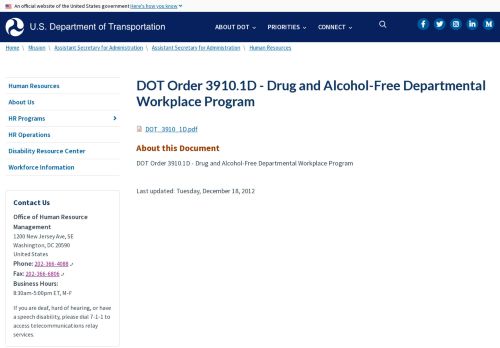 An official website of the United States government Here's how you know
U.S. Department of Transportation
ABOUT DOT
PRIORITIES
CONNECT
Home \ Mission \ Assistant Secretary for Administration \ Assistant Secretary for Administration \ Human Resources
Human Resources
About Us
HR Programs
HR Operations
Disability Resource Center
Workforce Information
Contact Us
Office of Human Resource
Management
1200 New Jersey Ave, SE
Washington, DC 20590
United States
Phone: 202-366-4088
Fax: 202-366-6806
Business Hours:
8:30am-5:00pm ET, M-F
If you are deaf, hard of hearing, or have
a speech disability, please dial 7-1-1 to
access telecommunications relay
services.
DOT Order 3910.1D - Drug and Alcohol-Free Departmental
Workplace Program
DOT_3910_1D.pdf
About this Document
DOT Order 3910.1D - Drug and Alcohol-Free Departmental Workplace Program
Last updated: Tuesday, December 18, 2012